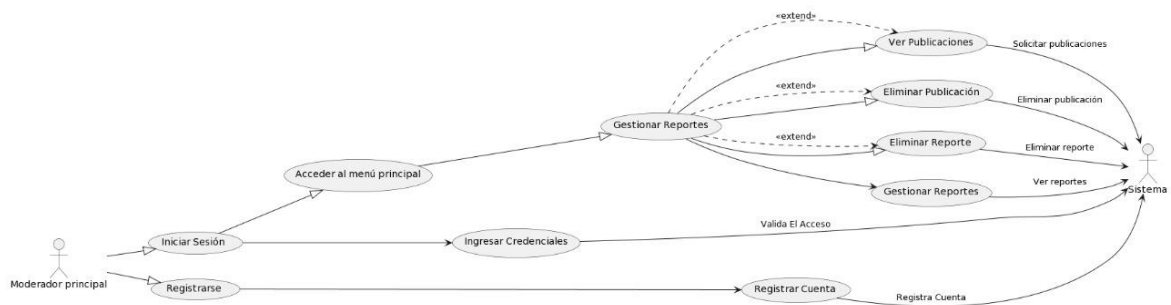 «extend»
Ver Publicaciones
Solicitar publicaciones
«extend»
Eliminar Publicación
Eliminar publicación
Gestionar Reportes
«extend»
Eliminar Reporte
Eliminar reporte
Acceder al menú principal
Gestionar Reportes
Ver reportes
Sistema
Valida El Acceso
Iniciar Sesión
Ingresar Credenciales
Moderador principal
Registrarse
Registrar Cuenta
Registra Cuenta